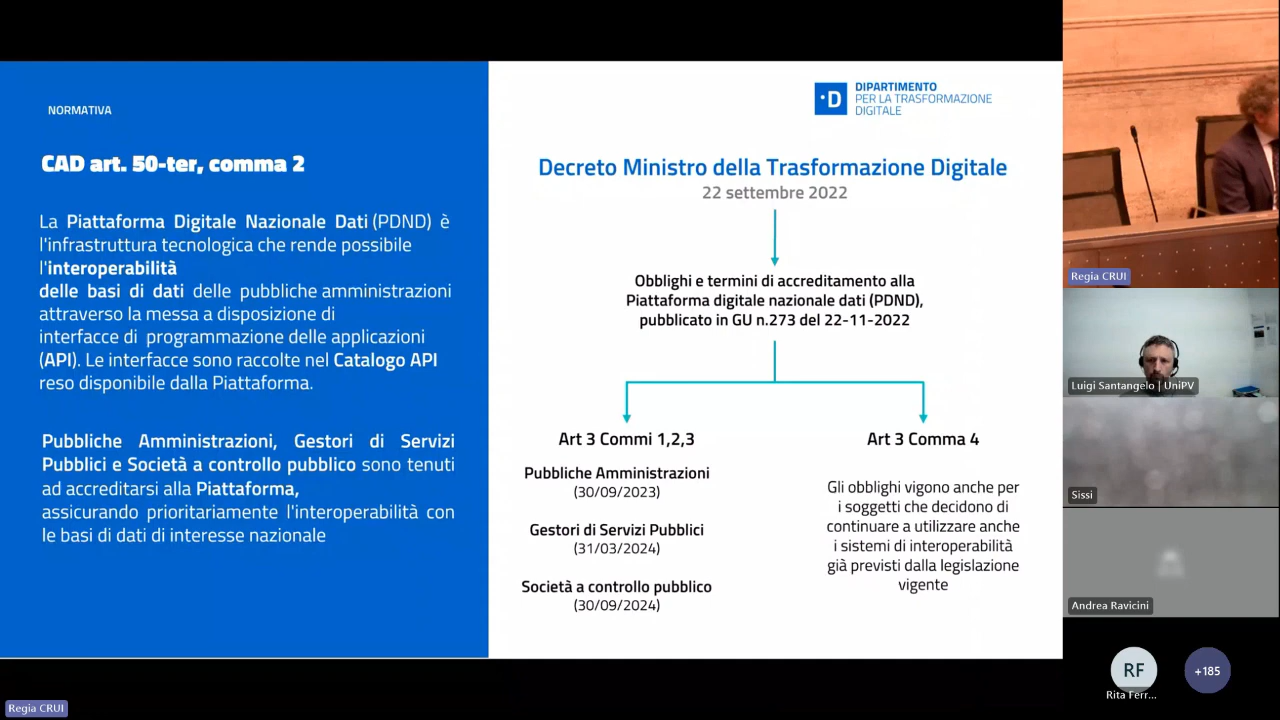 NORMATIVA
CAD art. 50-ter, comma 2
La Piattaforma Digitale Nazionale Dati (PDND) è
l'infrastruttura tecnologica che rende possibile
l'interoperabilità
delle basi di dati delle pubbliche amministrazioni
attraverso la messa a disposizione di
interfacce di programmazione delle applicazioni
(API). Le interfacce sono raccolte nel Catalogo API
reso disponibile dalla Piattaforma.
Pubbliche Amministrazioni, Gestori di Servizi
Pubblici e Società a controllo pubblico sono tenuti
ad accreditarsi alla Piattaforma,
assicurando prioritariamente l'interoperabilità con
le basi di dati di interesse nazionale
·D
DIPARTIMENTO
PER LA TRASFORMAZIONE
DIGITALE
Decreto Ministro della Trasformazione Digitale
22 settembre 2022
Obblighi e termini di accreditamento alla
Piattaforma digitale nazionale dati (PDND),
pubblicato in GU n.273 del 22-11-2022
Art 3 Commi 1,2,3
Pubbliche Amministrazioni
(30/09/2023)
Gestori di Servizi Pubblici
(31/03/2024)
Società a controllo pubblico
(30/09/2024)
Art 3 Comma 4
Gli obblighi vigono anche per
i soggetti che decidono di
continuare a utilizzare anche
i sistemi di interoperabilità
già previsti dalla legislazione
vigente
Regia CRUI
Luigi Santangelo | UniPV
Sissi
Andrea Ravicini
RF
Rita Ferr...
+185
Regia CRUI